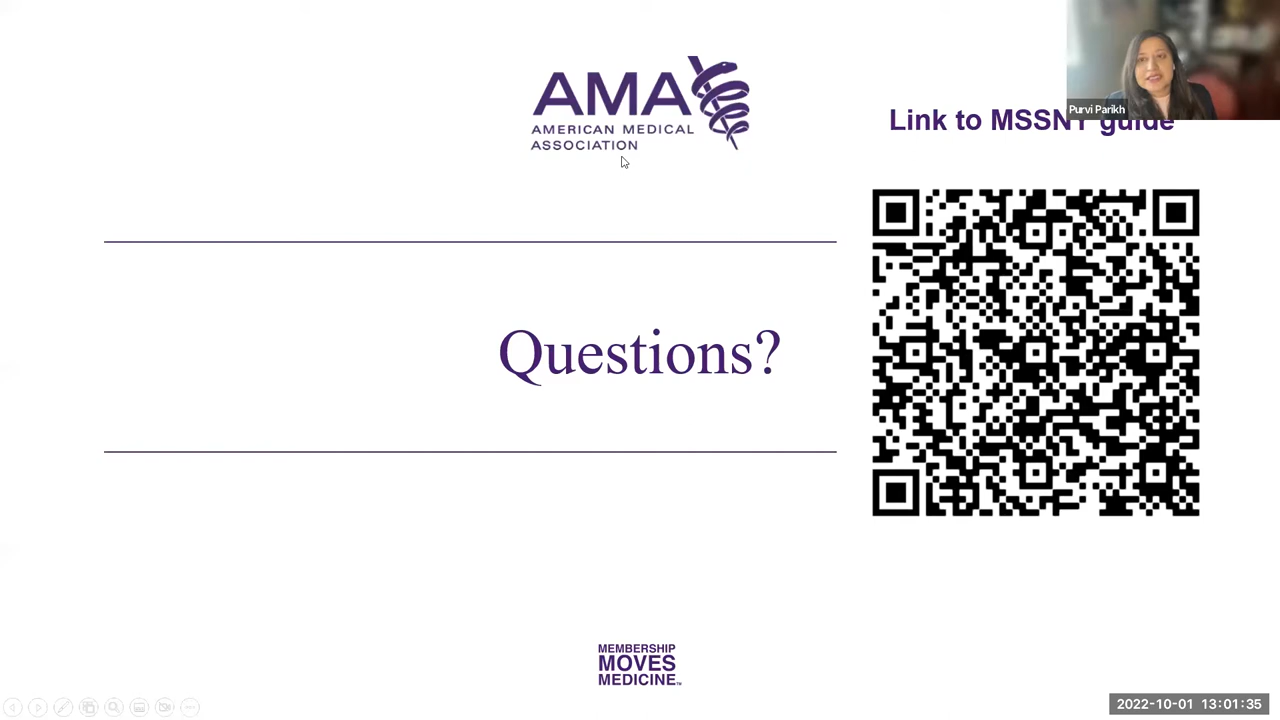 AMA
AMERICAN MEDICAL
ASSOCIATION
Purvi Parikh
Link to MSSNY guide
Questions?
MEMBERSHIP
MOVES
MEDICINE™
2022-10-01 13:01:35